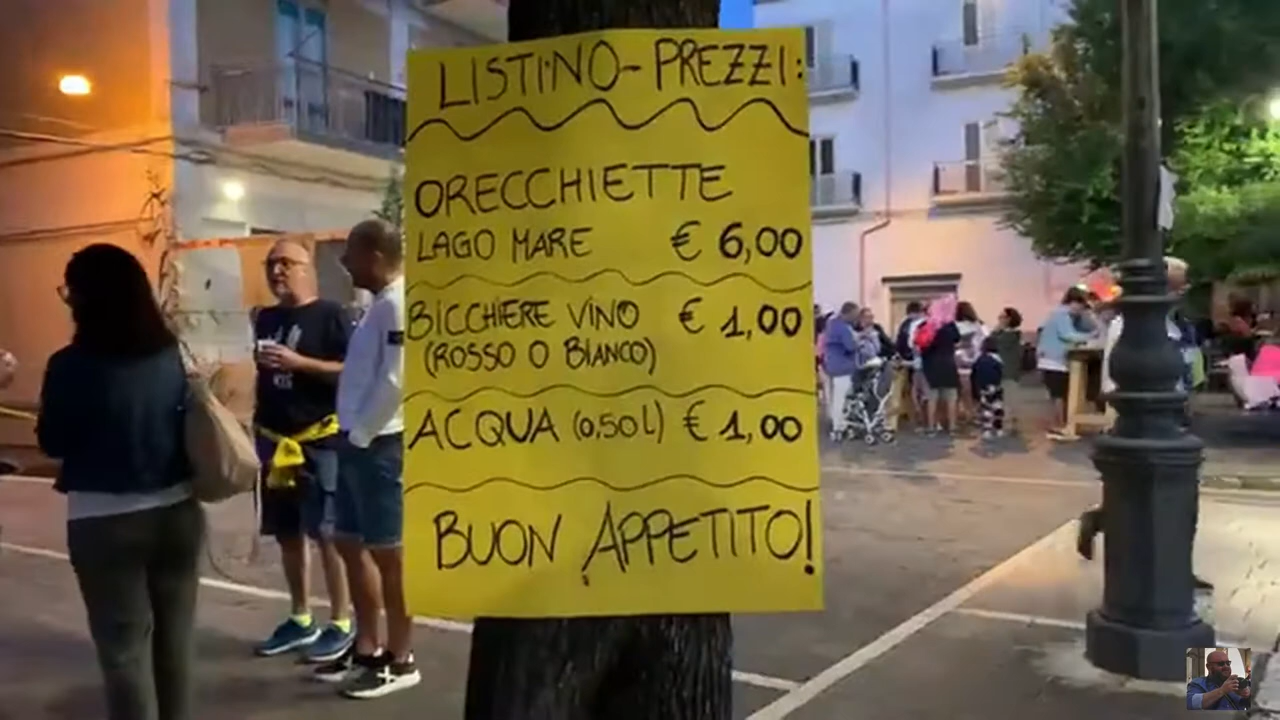 LISTINO-PREZZI:
ORECCHIETTE
LAGO MARE € 6,00
BICCHIERE VINO € 1,00
(ROSSO O BIANCO)
ACQUA (0,50l) € 1,00
BUON APPETITO!